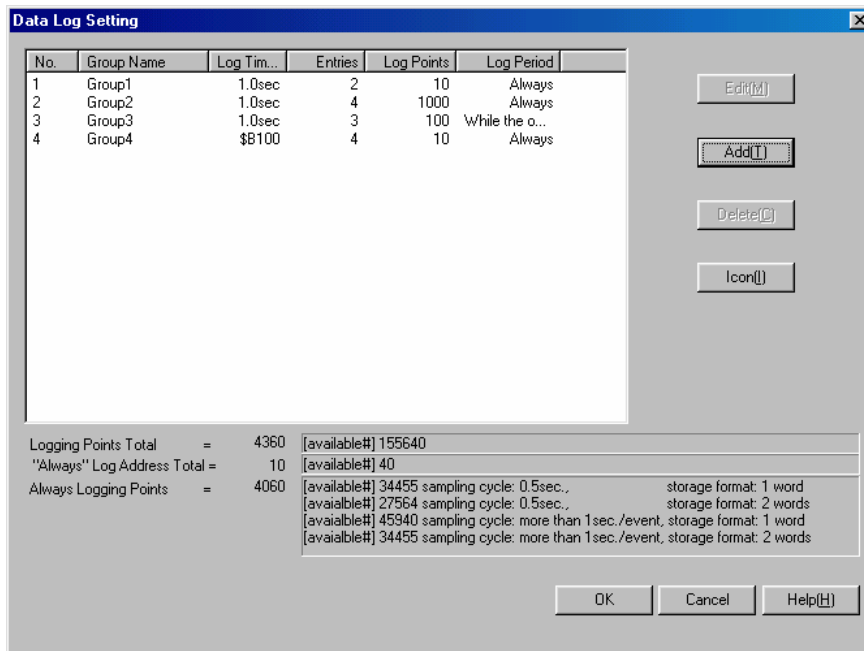 Data Log Setting
No. Group Name Log Tim... Entries Log Points Log Period
1 Group1 1.0sec 2 10 Always
2 Group2 1.0sec 4 1000 Always
3 Group3 1.0sec 3 100 While the o...
4 Group4 $B100 4 10 Always
Edit(M)
Add(T)
Delete(C)
Icon(I)
Logging Points Total = 4360 [available#] 155640
"Always" Log Address Total = 10 [available#] 40
Always Logging Points = 4060 [available#] 34455 sampling cycle: 0.5sec., storage format: 1 word
[avaialble#] 27564 sampling cycle: 0.5sec., storage format: 2 words
[avaialble#] 45940 sampling cycle: more than 1sec./event, storage format: 1 word
[avaialble#] 34455 sampling cycle: more than 1sec./event, storage format: 2 words
OK Cancel Help(H)